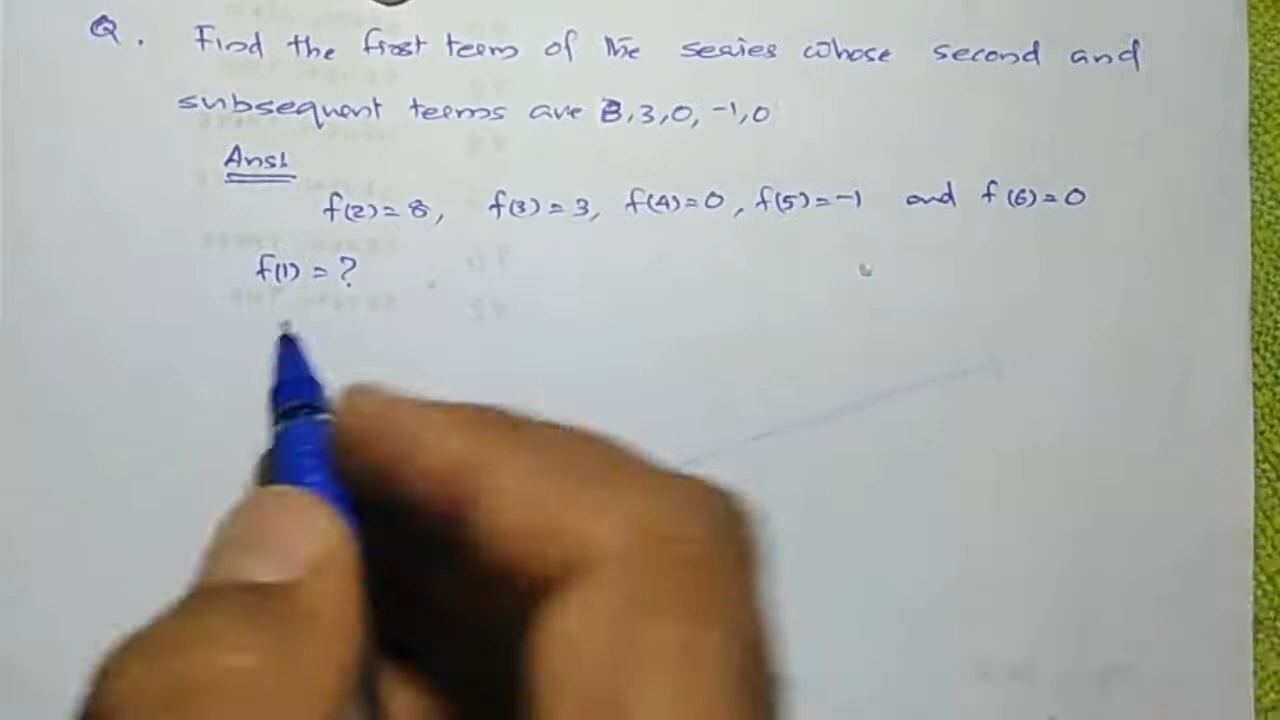 Q. Find the first term of the series whose second and
subsequent terms are 8, 3, 0, -1, 0
Ans:
f(2) = 8, f(3) = 3, f(4) = 0, f(5) = -1 and f(6) = 0
f(1) = ?